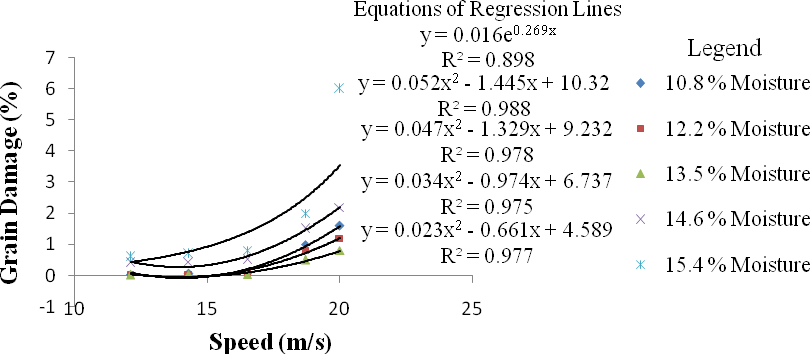 Equations of Regression Lines
y = 0.016e^0.269x
R² = 0.898
y = 0.052x² - 1.445x + 10.32
R² = 0.988
y = 0.047x² - 1.329x + 9.232
R² = 0.978
y = 0.034x² - 0.974x + 6.737
R² = 0.975
y = 0.023x² - 0.661x + 4.589
R² = 0.977
Legend
10.8 % Moisture
12.2 % Moisture
13.5 % Moisture
14.6 % Moisture
15.4 % Moisture
Grain Damage (%)
7
6
5
4
3
2
1
0
-1
10
15
20
25
Speed (m/s)